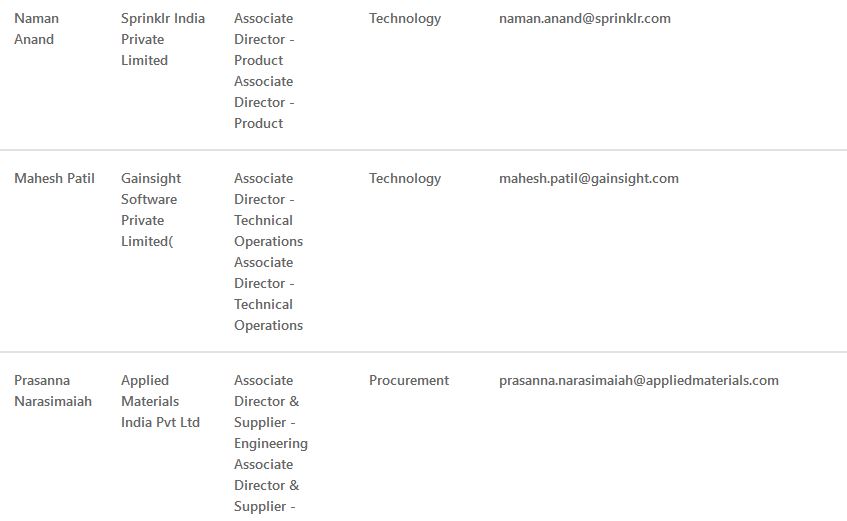 Naman
Anand
Sprinklr India
Private
Limited
Associate
Director -
Product
Associate
Director -
Product
Technology
naman.anand@sprinklr.com
Mahesh Patil
Gainsight
Software
Private
Limited(
Associate
Director -
Technical
Operations
Associate
Director -
Technical
Operations
Technology
mahesh.patil@gainsight.com
Prasanna
Narasimaiah
Applied
Materials
India Pvt Ltd
Associate
Director &
Supplier -
Engineering
Associate
Director &
Supplier -
Procurement
prasanna.narasimaiah@appliedmaterials.com